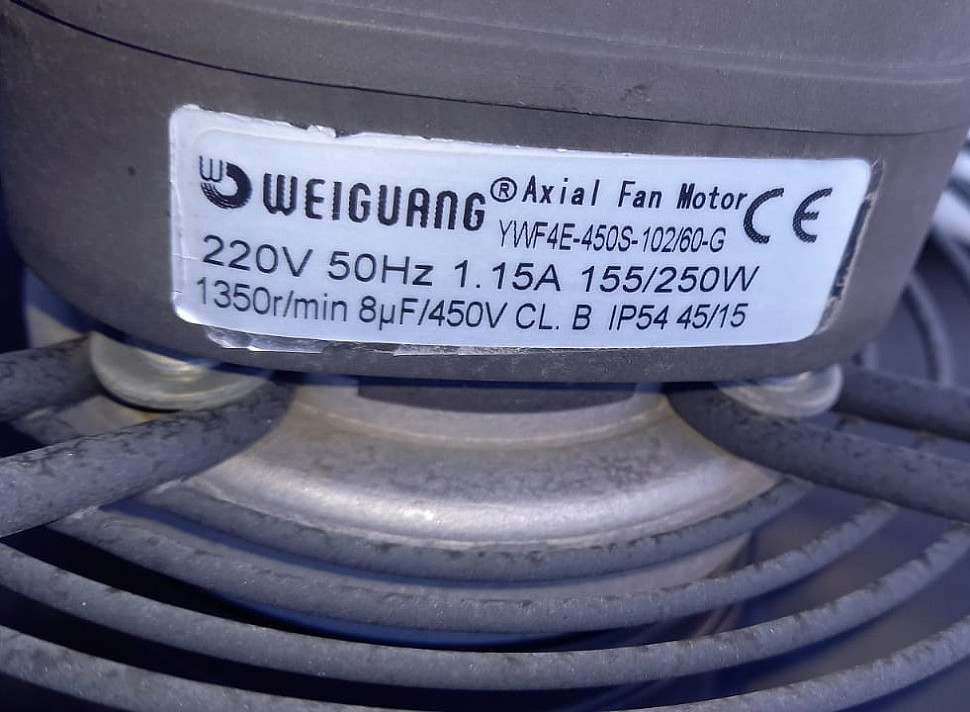 WEIGUANG® Axial Fan Motor CE
YWF4E-450S-102/60-G
220V 50Hz 1.15A 155/250W
1350r/min 8µF/450V CL. B IP54 45/15